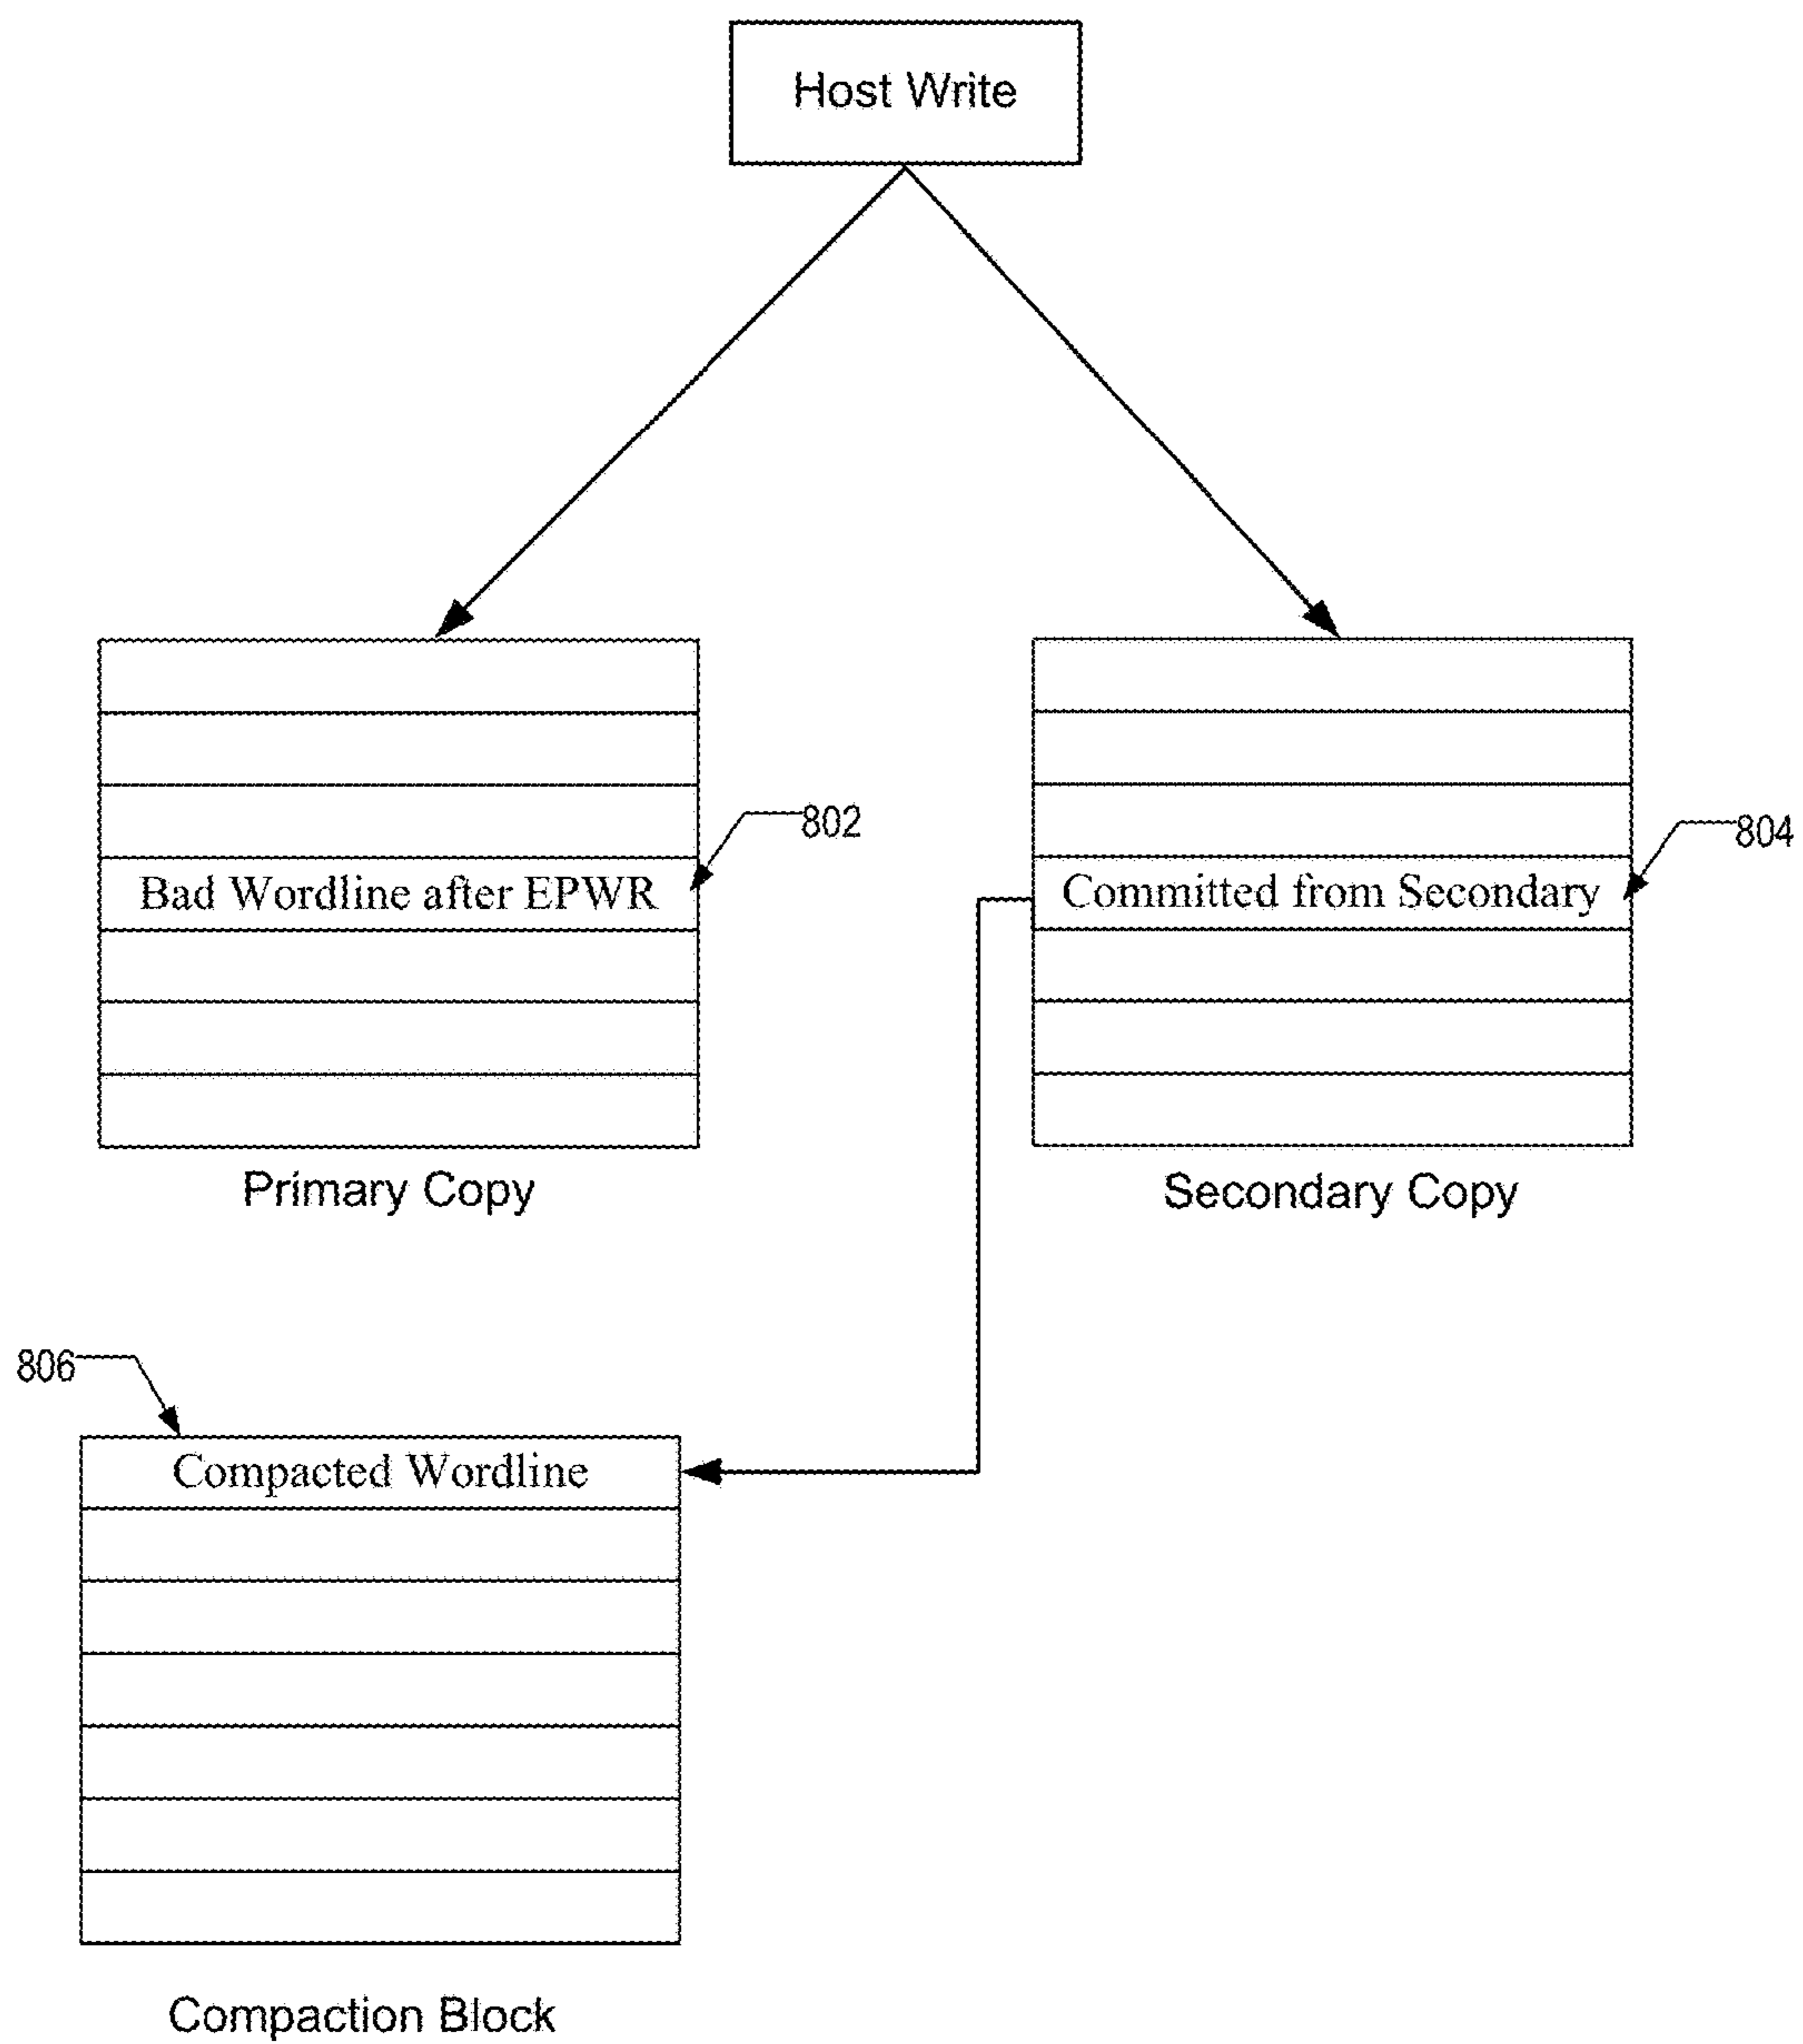 Host Write
802
804
Bad Wordline after EPWR
Committed from Secondary
Primary Copy
Secondary Copy
806
Compacted Wordline
Compaction Block